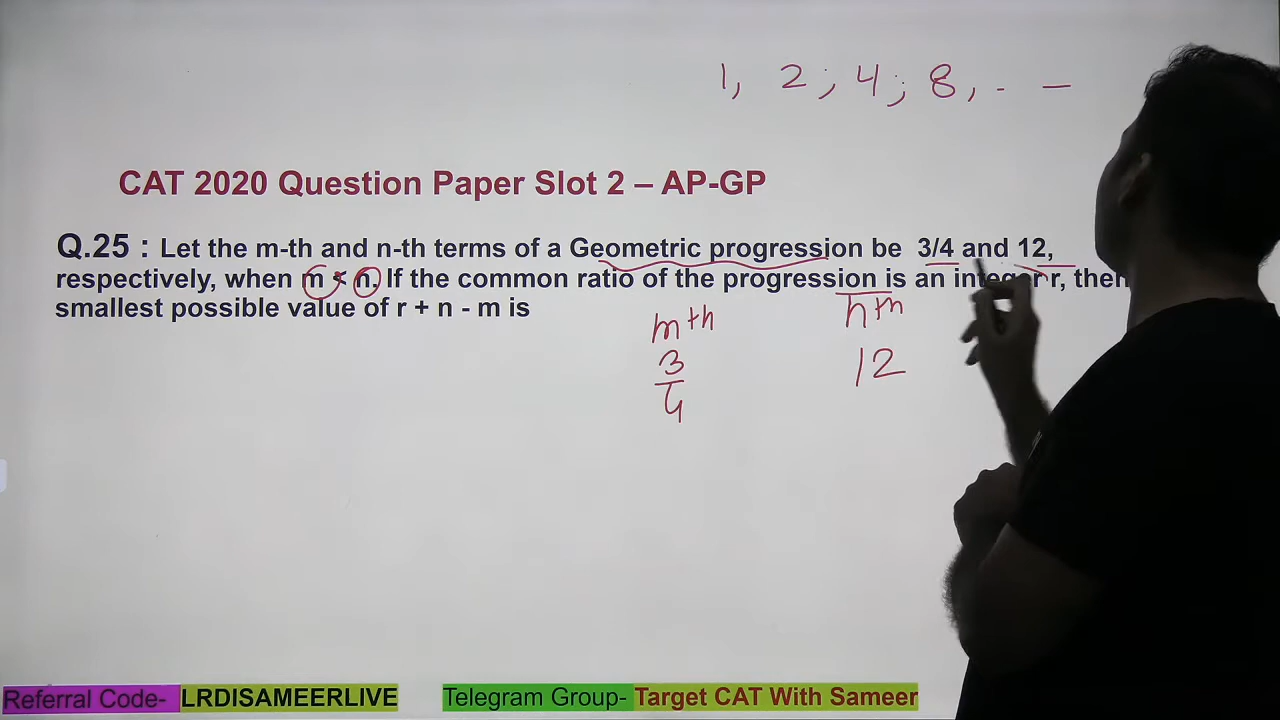 1, 2; 4; 8, . –
CAT 2020 Question Paper Slot 2 – AP-GP
Q.25 : Let the m-th and n-th terms of a Geometric progression be 3/4 and 12,
respectively, when m < n. If the common ratio of the progression is an integer r, then
smallest possible value of r + n - m is
mth nth
3/4 12
Referral Code- LRDISAMEERLIVE Telegram Group- Target CAT With Sameer